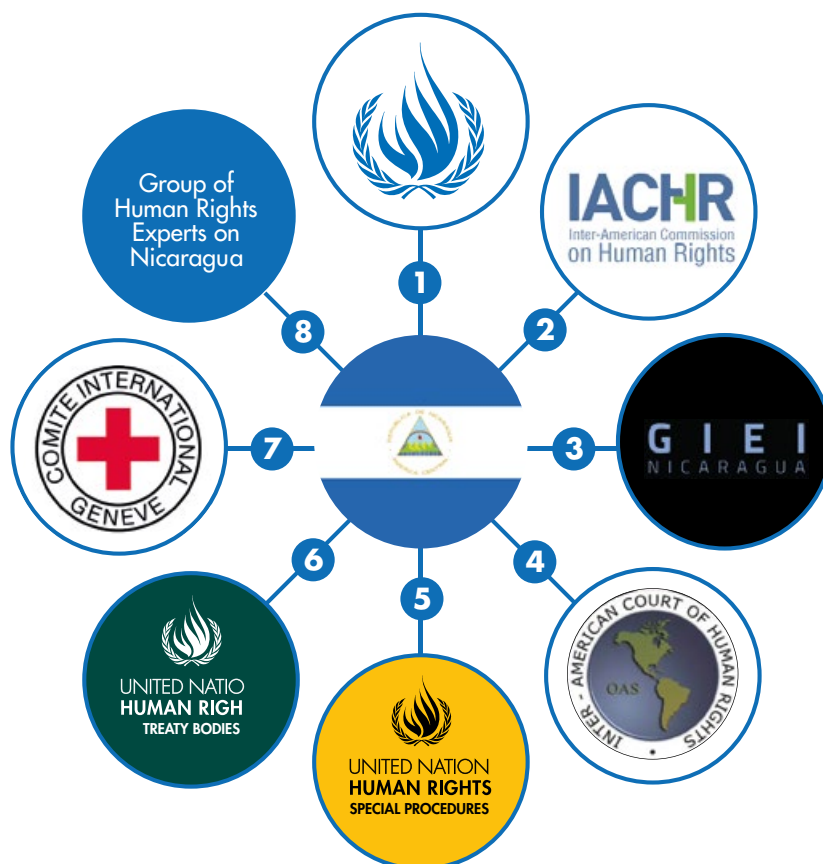 1
Group of
Human Rights
Experts on
Nicaragua
IACHR
Inter-American Commission
on Human Rights
8
2
COMITE INTERNATIONAL
GENEVE
7
3
GIEI
NICARAGUA
6
4
5
UNITED NATIO
HUMAN RIGH
TREATY BODIES
UNITED NATION
HUMAN RIGHTS
SPECIAL PROCEDURES
INTER - AMERICAN COURT OF HUMAN RIGHTS
OAS